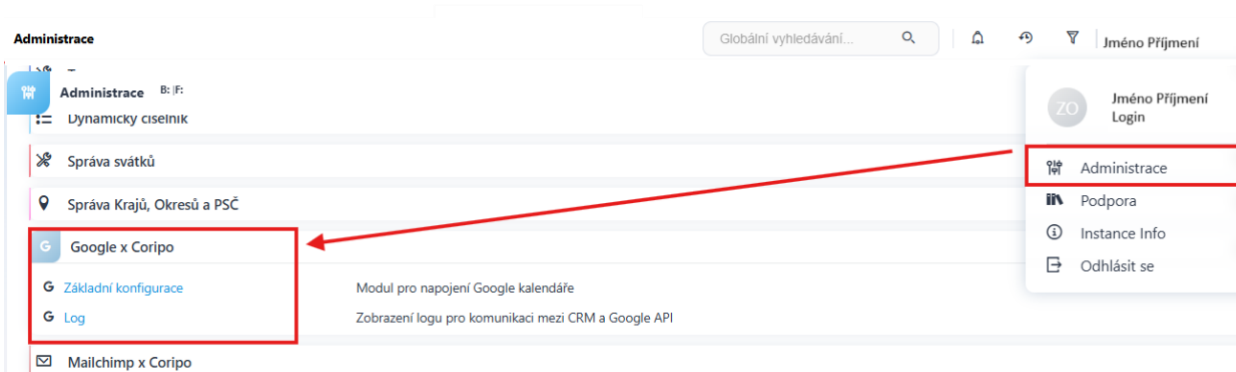 Administrace
Globální vyhledávání...
Jméno Příjmení
Administrace B: |F:
Dynamický číselník
Správa svátků
Správa Krajů, Okresů a PSČ
G Google x Coripo
G Základní konfigurace Modul pro napojení Google kalendáře
G Log Zobrazení logu pro komunikaci mezi CRM a Google API
Mailchimp x Coripo
ZO
Jméno Příjmení
Login
Administrace
Podpora
Instance Info
Odhlásit se